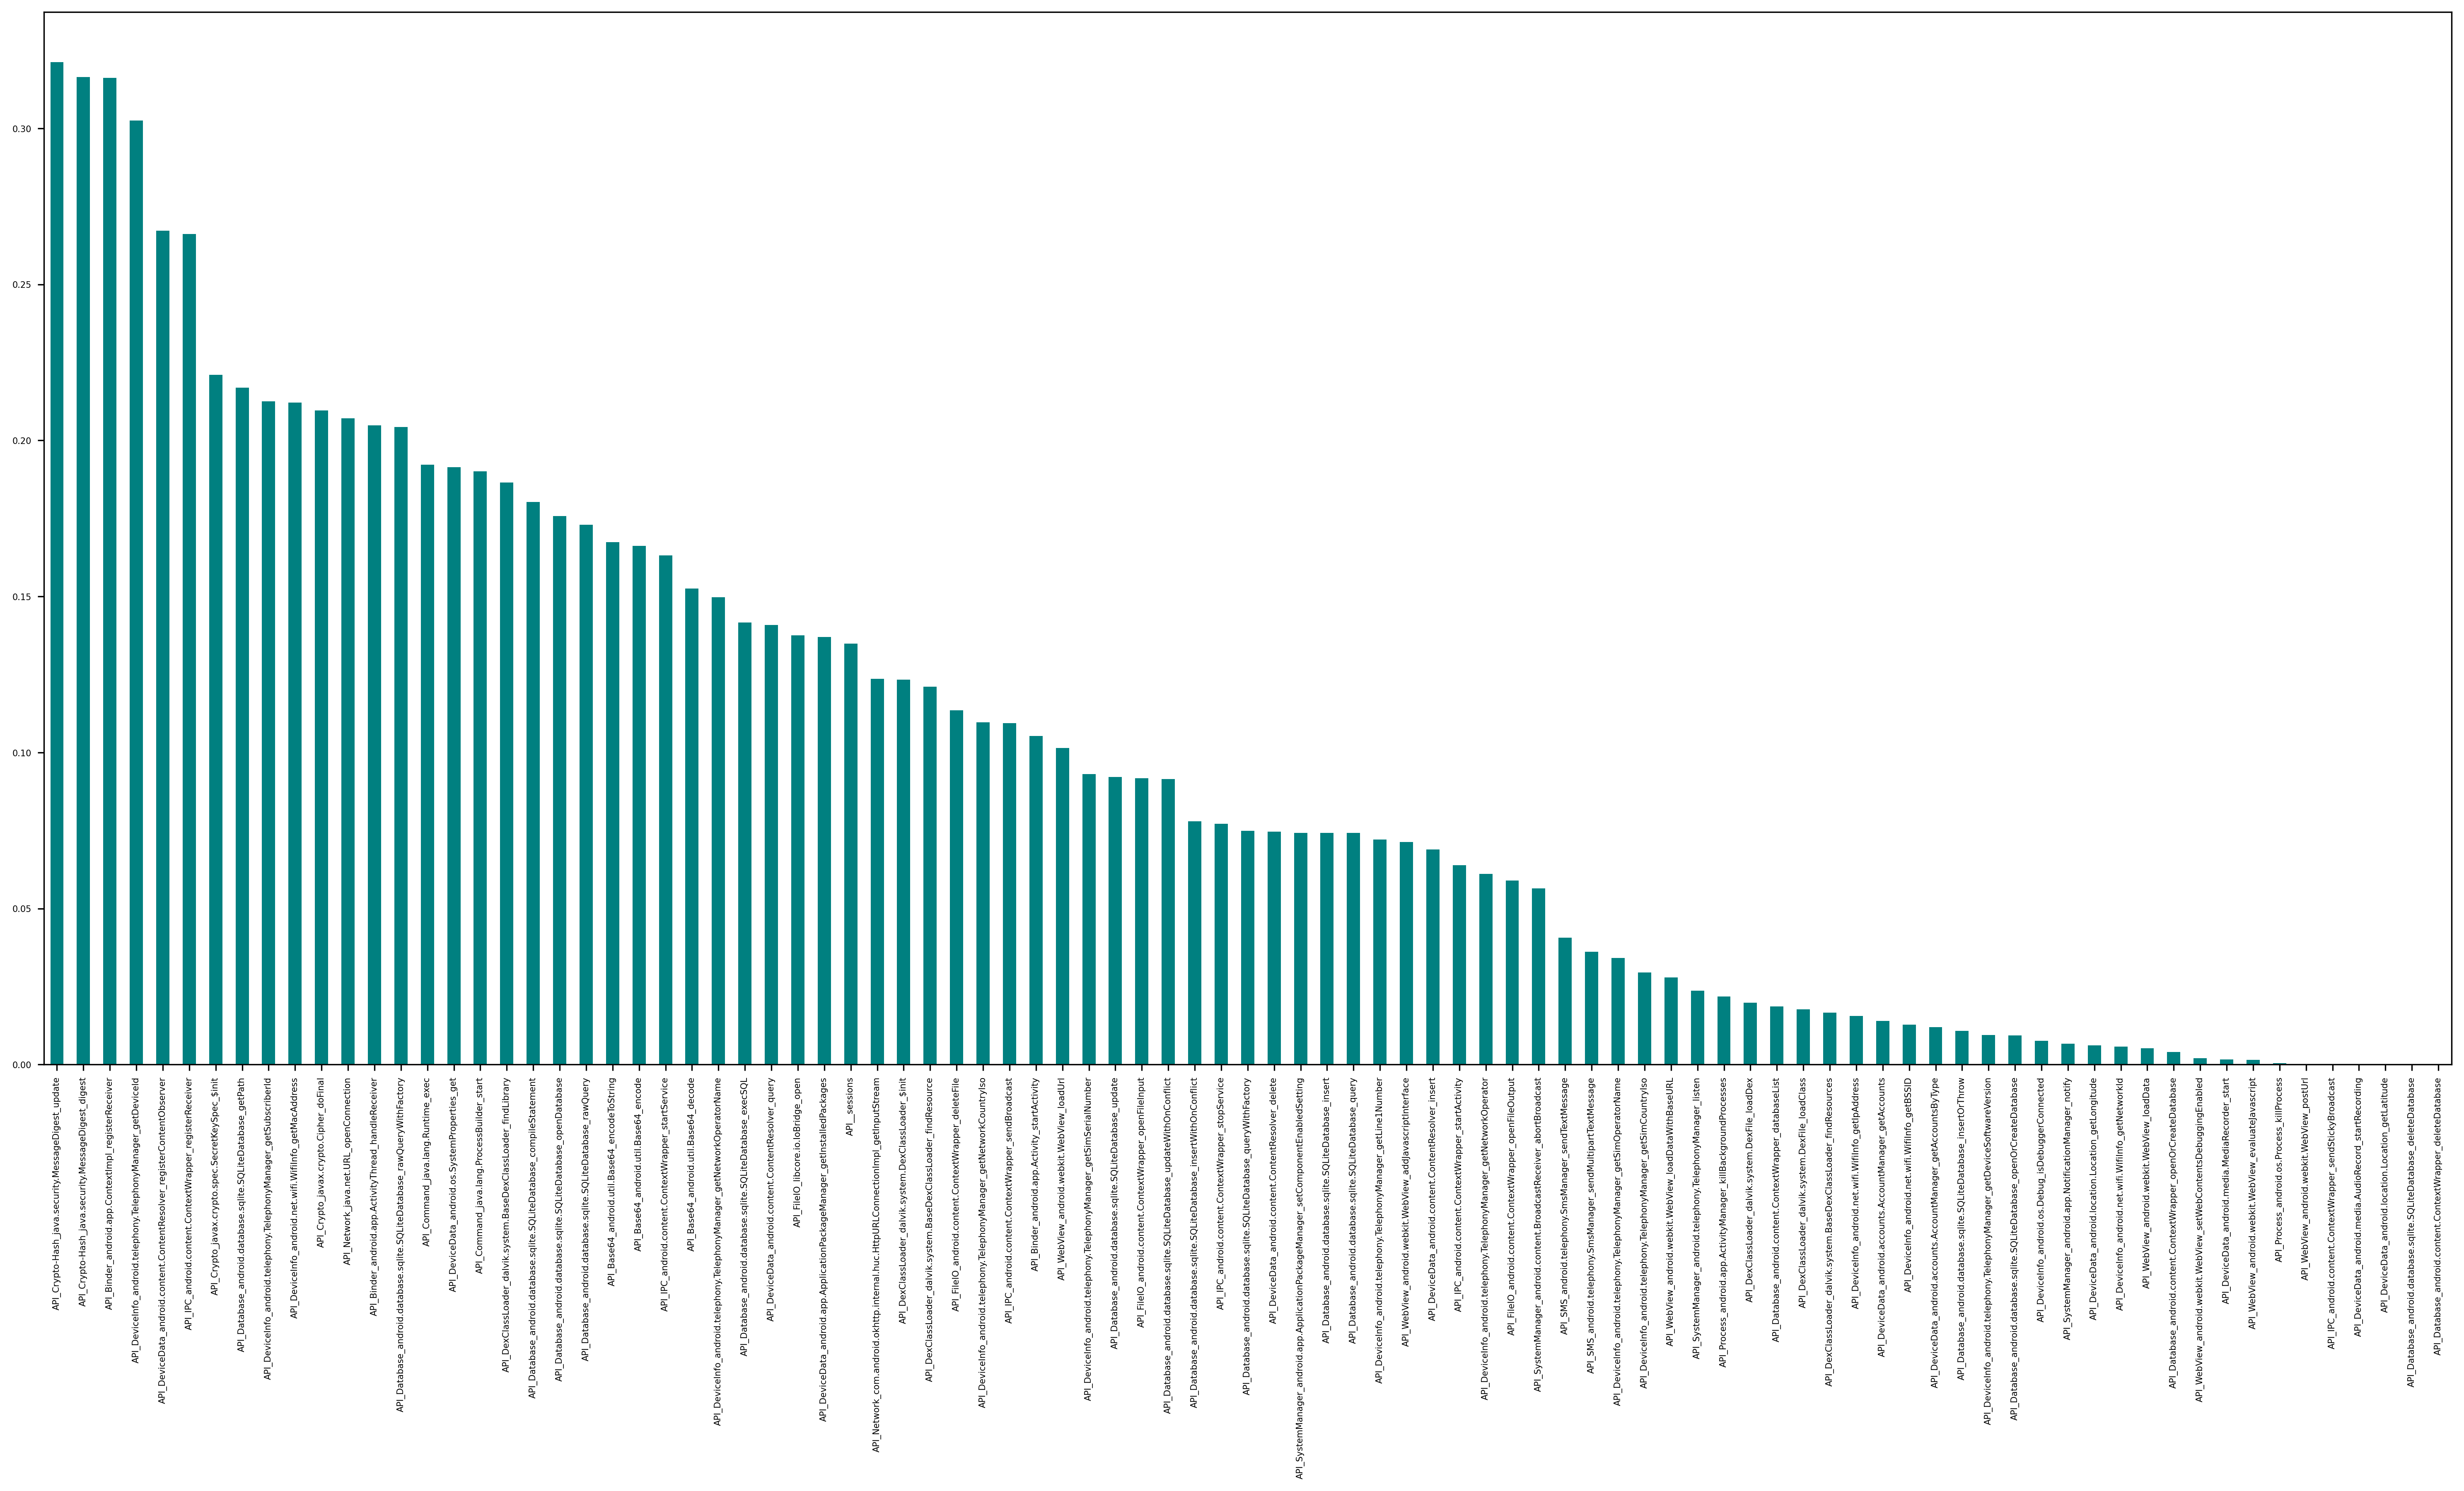 0.30
0.25
0.20
0.15
0.10
0.05
0.00
API_Crypto-Hash_java.security.MessageDigest_update
API_Crypto-Hash_java.security.MessageDigest_digest
API_Binder_android.app.ContextImpl_registerReceiver
API_DeviceInfo_android.telephony.TelephonyManager_getDeviceId
API_DeviceData_android.content.ContentResolver_registerContentObserver
API_IPC_android.content.ContextWrapper_registerReceiver
API_Crypto_javax.crypto.spec.SecretKeySpec_$init
API_Database_android.database.sqlite.SQLiteDatabase_getPath
API_DeviceInfo_android.telephony.TelephonyManager_getSubscriberId
API_DeviceInfo_android.net.wifi.WifiInfo_getMacAddress
API_Crypto_javax.crypto.Cipher_doFinal
API_Network_java.net.URL_openConnection
API_Binder_android.app.ActivityThread_handleReceiver
API_Database_android.database.sqlite.SQLiteDatabase_rawQueryWithFactory
API_Command_java.lang.Runtime_exec
API_DeviceData_android.os.SystemProperties_get
API_Command_java.lang.ProcessBuilder_start
API_DexClassLoader_dalvik.system.BaseDexClassLoader_findLibrary
API_Database_android.database.sqlite.SQLiteDatabase_compileStatement
API_Database_android.database.sqlite.SQLiteDatabase_openDatabase
API_Database_android.database.sqlite.SQLiteDatabase_rawQuery
API_Base64_android.util.Base64_encodeToString
API_Base64_android.util.Base64_encode
API_IPC_android.content.ContextWrapper_startService
API_Base64_android.util.Base64_decode
API_DeviceInfo_android.telephony.TelephonyManager_getNetworkOperatorName
API_Database_android.database.sqlite.SQLiteDatabase_execSQL
API_DeviceData_android.content.ContentResolver_query
API_FileIO_libcore.io.IoBridge_open
API_DeviceData_android.app.ApplicationPackageManager_getInstalledPackages
API__sessions
API_Network_com.android.okhttp.internal.huc.HttpURLConnectionImpl_getInputStream
API_DexClassLoader_dalvik.system.DexClassLoader_$init
API_DexClassLoader_dalvik.system.BaseDexClassLoader_findResource
API_FileIO_android.content.ContextWrapper_deleteFile
API_DeviceInfo_android.telephony.TelephonyManager_getNetworkCountryIso
API_IPC_android.content.ContextWrapper_sendBroadcast
API_Binder_android.app.Activity_startActivity
API_WebView_android.webkit.WebView_loadUrl
API_DeviceInfo_android.telephony.TelephonyManager_getSimSerialNumber
API_Database_android.database.sqlite.SQLiteDatabase_update
API_FileIO_android.content.ContextWrapper_openFileInput
API_Database_android.database.sqlite.SQLiteDatabase_updateWithOnConflict
API_Database_android.database.sqlite.SQLiteDatabase_insertWithOnConflict
API_IPC_android.content.ContextWrapper_stopService
API_Database_android.database.sqlite.SQLiteDatabase_queryWithFactory
API_DeviceData_android.content.ContentResolver_delete
API_SystemManager_android.app.ApplicationPackageManager_setComponentEnabledSetting
API_Database_android.database.sqlite.SQLiteDatabase_insert
API_Database_android.database.sqlite.SQLiteDatabase_query
API_DeviceInfo_android.telephony.TelephonyManager_getLine1Number
API_WebView_android.webkit.WebView_addJavascriptInterface
API_DeviceData_android.content.ContentResolver_insert
API_IPC_android.content.ContextWrapper_startActivity
API_DeviceInfo_android.telephony.TelephonyManager_getNetworkOperator
API_FileIO_android.content.ContextWrapper_openFileOutput
API_SystemManager_android.content.BroadcastReceiver_abortBroadcast
API_SMS_android.telephony.SmsManager_sendTextMessage
API_SMS_android.telephony.SmsManager_sendMultipartTextMessage
API_DeviceInfo_android.telephony.TelephonyManager_getSimOperatorName
API_DeviceInfo_android.telephony.TelephonyManager_getSimCountryIso
API_WebView_android.webkit.WebView_loadDataWithBaseURL
API_SystemManager_android.telephony.TelephonyManager_listen
API_Process_android.app.ActivityManager_killBackgroundProcesses
API_DexClassLoader_dalvik.system.DexFile_loadDex
API_Database_android.content.ContextWrapper_databaseList
API_DexClassLoader_dalvik.system.DexFile_loadClass
API_DexClassLoader_dalvik.system.BaseDexClassLoader_findResources
API_DeviceInfo_android.net.wifi.WifiInfo_getIpAddress
API_DeviceData_android.accounts.AccountManager_getAccounts
API_DeviceInfo_android.net.wifi.WifiInfo_getBSSID
API_DeviceData_android.accounts.AccountManager_getAccountsByType
API_Database_android.database.sqlite.SQLiteDatabase_insertOrThrow
API_DeviceInfo_android.telephony.TelephonyManager_getDeviceSoftwareVersion
API_Database_android.database.sqlite.SQLiteDatabase_openOrCreateDatabase
API_DeviceInfo_android.os.Debug_isDebuggerConnected
API_SystemManager_android.app.NotificationManager_notify
API_DeviceData_android.location.Location_getLongitude
API_DeviceInfo_android.net.wifi.WifiInfo_getNetworkId
API_WebView_android.webkit.WebView_loadData
API_Database_android.content.ContextWrapper_openOrCreateDatabase
API_WebView_android.webkit.WebView_setWebContentsDebuggingEnabled
API_DeviceData_android.media.MediaRecorder_start
API_WebView_android.webkit.WebView_evaluateJavascript
API_Process_android.os.Process_killProcess
API_WebView_android.webkit.WebView_postUrl
API_IPC_android.content.ContextWrapper_sendStickyBroadcast
API_DeviceData_android.media.AudioRecord_startRecording
API_DeviceData_android.location.Location_getLatitude
API_Database_android.database.sqlite.SQLiteDatabase_deleteDatabase
API_Database_android.content.ContextWrapper_deleteDatabase